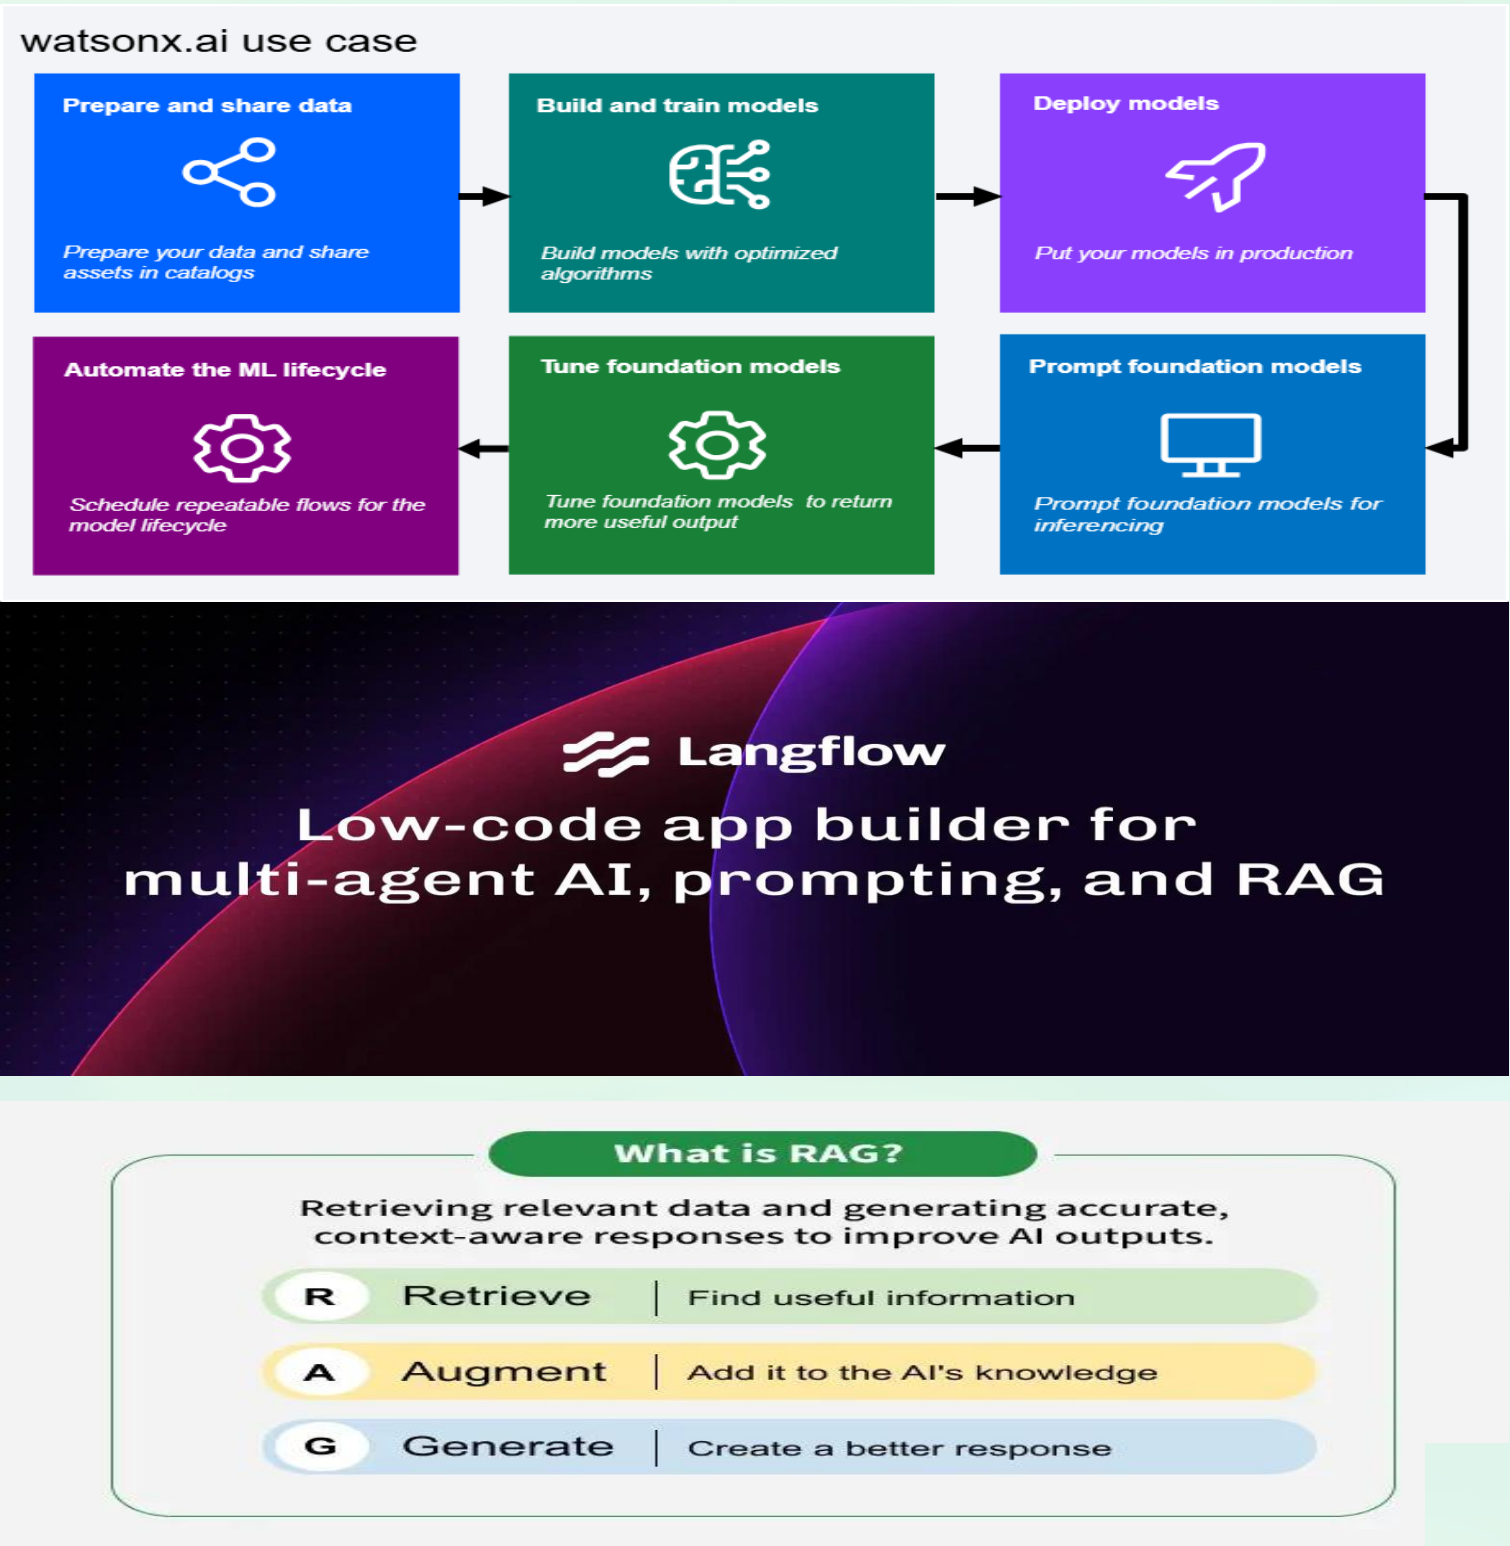 watsonx.ai use case
Prepare and share data
Prepare your data and share
assets in catalogs
Build and train models
Build models with optimized
algorithms
Deploy models
Put your models in production
Automate the ML lifecycle
Schedule repeatable flows for the
model lifecycle
Tune foundation models
Tune foundation models to return
more useful output
Prompt foundation models
Prompt foundation models for
inferencing
Langflow
Low-code app builder for
multi-agent AI, prompting, and RAG
What is RAG?
Retrieving relevant data and generating accurate,
context-aware responses to improve AI outputs.
R Retrieve | Find useful information
A Augment | Add it to the AI's knowledge
G Generate | Create a better response